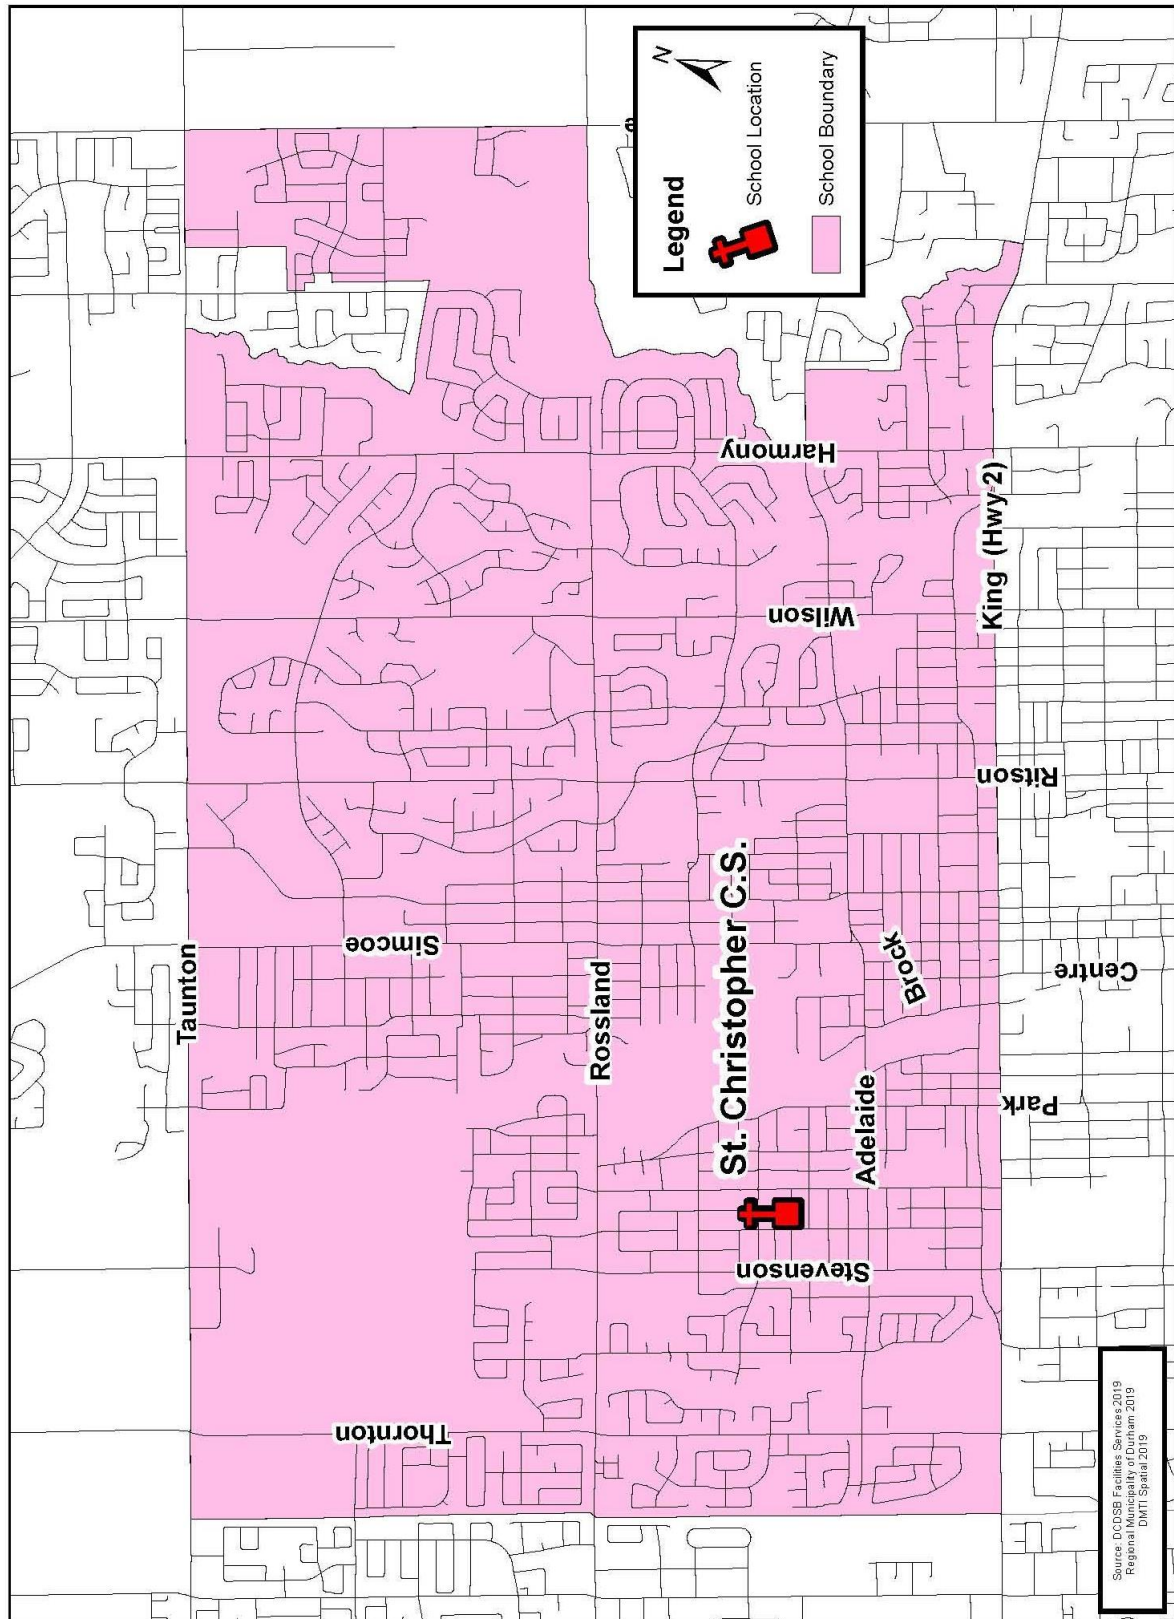 Legend
N
School Location
School Boundary
Taunton
Simcoe
Rossland
Thornton
Harmony
Wilson
King (Hwy 2)
Ritson
St. Christopher C.S.
Brock
Centre
Adelaide
Park
Stevenson
Source: DCDSB Facilities Services 2019
Regional Municipality of Durham 2019
DMTI Spatial 2019